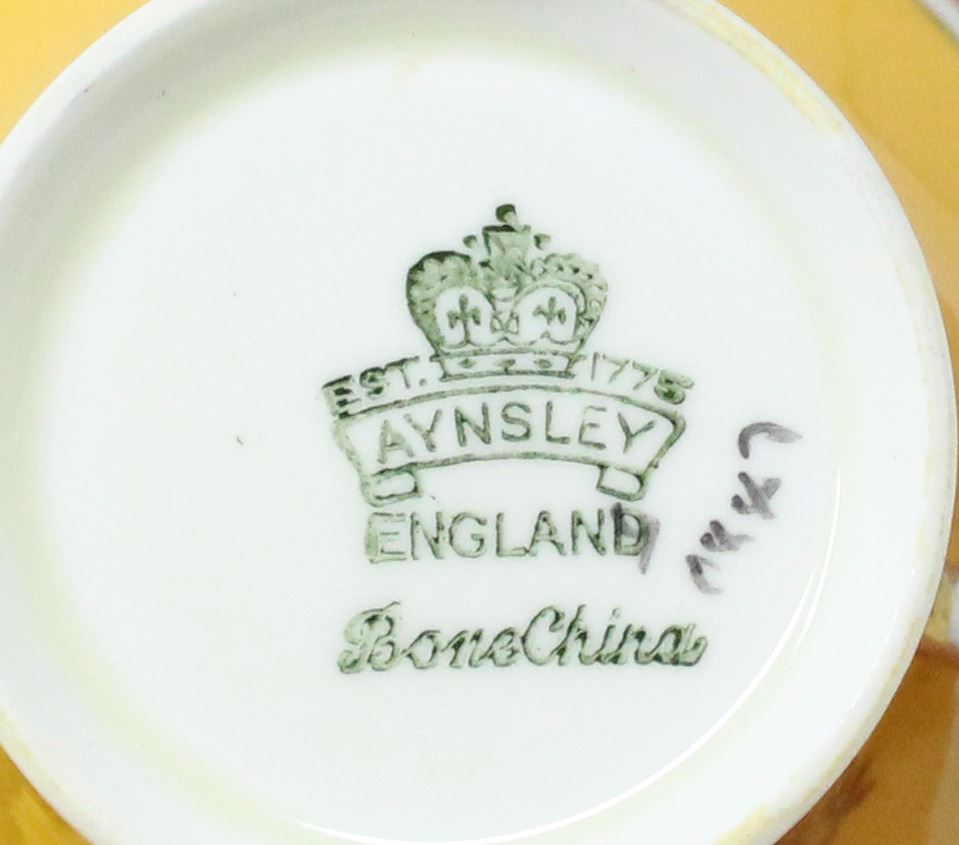 EST. 1775
AYNSLEY
ENGLAND
Bone China